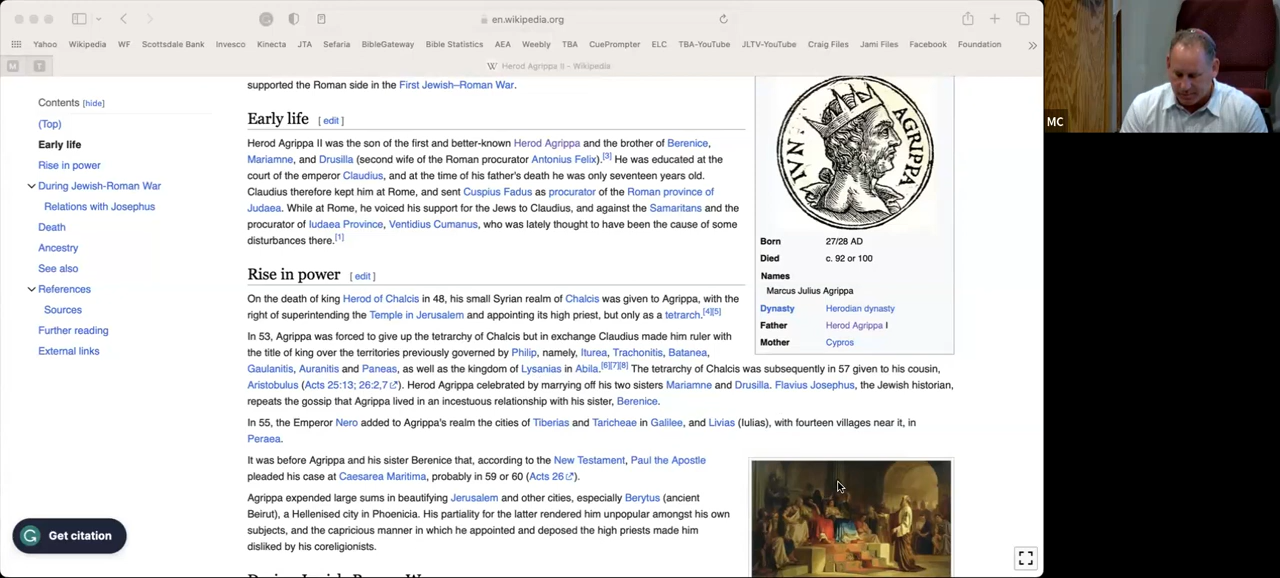 en.wikipedia.org
Yahoo Wikipedia WF Scottsdale Bank Invesco Kinecta JTA Sefaria BibleGateway Bible Statistics AEA Weebly TBA CuePrompter ELC TBA-YouTube JLTV-YouTube Craig Files Jami Files Facebook Foundation »
M T W Herod Agrippa II – Wikipedia
MC
Contents [hide]
(Top)
Early life
Rise in power
During Jewish-Roman War
Relations with Josephus
Death
Ancestry
See also
References
Sources
Further reading
External links
Get citation
supported the Roman side in the First Jewish–Roman War.
Early life [ edit ]
Herod Agrippa II was the son of the first and better-known Herod Agrippa and the brother of Berenice,
Mariamne, and Drusilla (second wife of the Roman procurator Antonius Felix).[3] He was educated at the
court of the emperor Claudius, and at the time of his father's death he was only seventeen years old.
Claudius therefore kept him at Rome, and sent Cuspius Fadus as procurator of the Roman province of
Judaea. While at Rome, he voiced his support for the Jews to Claudius, and against the Samaritans and the
procurator of Iudaea Province, Ventidius Cumanus, who was lately thought to have been the cause of some
disturbances there.[1]
Rise in power [ edit ]
On the death of king Herod of Chalcis in 48, his small Syrian realm of Chalcis was given to Agrippa, with the
right of superintending the Temple in Jerusalem and appointing its high priest, but only as a tetrarch.[4][5]
In 53, Agrippa was forced to give up the tetrarchy of Chalcis but in exchange Claudius made him ruler with
the title of king over the territories previously governed by Philip, namely, Iturea, Trachonitis, Batanea,
Gaulanitis, Auranitis and Paneas, as well as the kingdom of Lysanias in Abila.[6][7][8] The tetrarchy of Chalcis was subsequently in 57 given to his cousin,
Aristobulus (Acts 25:13; 26:2,7). Herod Agrippa celebrated by marrying off his two sisters Mariamne and Drusilla. Flavius Josephus, the Jewish historian,
repeats the gossip that Agrippa lived in an incestuous relationship with his sister, Berenice.
In 55, the Emperor Nero added to Agrippa's realm the cities of Tiberias and Taricheae in Galilee, and Livias (Iulias), with fourteen villages near it, in
Peraea.
It was before Agrippa and his sister Berenice that, according to the New Testament, Paul the Apostle
pleaded his case at Caesarea Maritima, probably in 59 or 60 (Acts 26).
Agrippa expended large sums in beautifying Jerusalem and other cities, especially Berytus (ancient
Beirut), a Hellenised city in Phoenicia. His partiality for the latter rendered him unpopular amongst his own
subjects, and the capricious manner in which he appointed and deposed the high priests made him
disliked by his coreligionists.
IVN AGRIPPA
Born 27/28 AD
Died c. 92 or 100
Names
Marcus Julius Agrippa
Dynasty Herodian dynasty
Father Herod Agrippa I
Mother Cypros